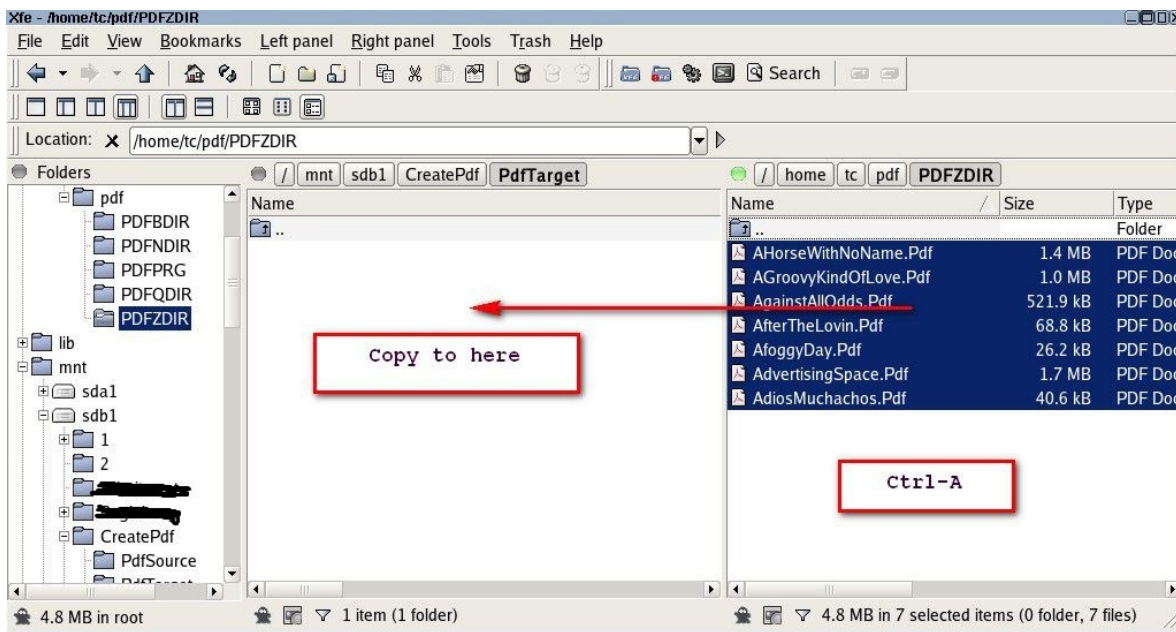 Xfe - /home/tc/pdf/PDFZDIR
File Edit View Bookmarks Left panel Right panel Tools Trash Help
Search
Location: /home/tc/pdf/PDFZDIR
Folders
pdf
PDFBDIR
PDFNDIR
PDFPRG
PDFQDIR
PDFZDIR
lib
mnt
sda1
sdb1
1
2
CreatePdf
PdfSource
PdfTarget
4.8 MB in root
/ mnt sdb1 CreatePdf PdfTarget
Name
..
Copy to here
1 item (1 folder)
/ home tc pdf PDFZDIR
Name / Size Type
.. Folder
AHorseWithNoName.Pdf 1.4 MB PDF Doc
AGroovyKindOfLove.Pdf 1.0 MB PDF Doc
AgainstAllOdds.Pdf 521.9 kB PDF Doc
AfterTheLovin.Pdf 68.8 kB PDF Doc
AfoggyDay.Pdf 26.2 kB PDF Doc
AdvertisingSpace.Pdf 1.7 MB PDF Doc
AdiosMuchachos.Pdf 40.6 kB PDF Doc
Ctrl-A
4.8 MB in 7 selected items (0 folder, 7 files)